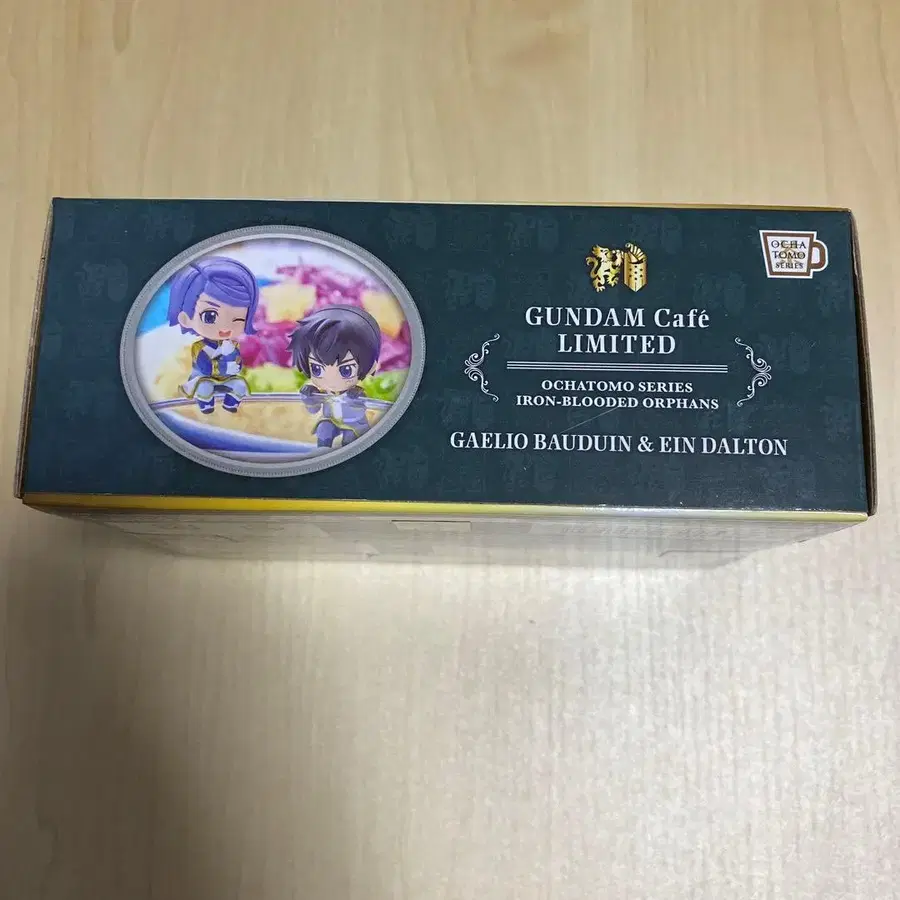 OCHA
TOMO
SERIES
GUNDAM Café
LIMITED
OCHATOMO SERIES
IRON-BLOODED ORPHANS
GAELIO BAUDUIN & EIN DALTON